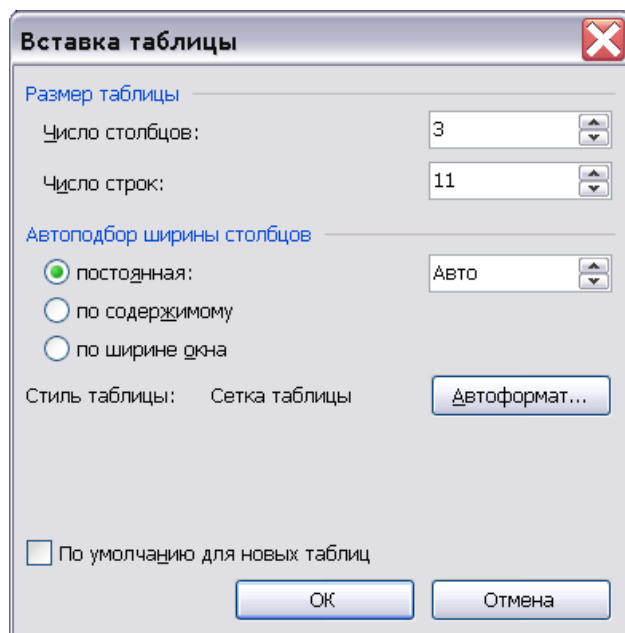 Вставка таблицы
Размер таблицы
Число столбцов: 3
Число строк: 11
Автоподбор ширины столбцов
постоянная: Авто
по содержимому
по ширине окна
Стиль таблицы: Сетка таблицы Автоформат...
По умолчанию для новых таблиц
ОК Отмена